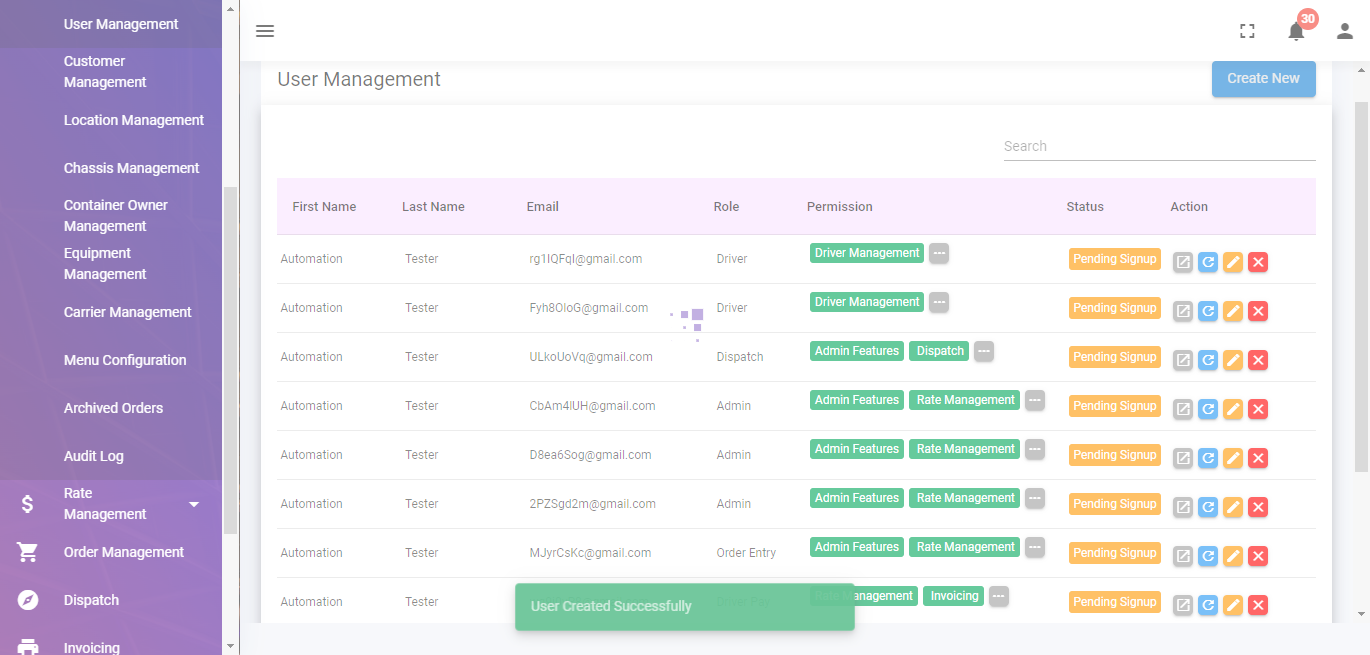 User Management
Customer
Management
Location Management
Chassis Management
Container Owner
Management
Equipment
Management
Carrier Management
Menu Configuration
Archived Orders
Audit Log
$ Rate
Management
Order Management
Dispatch
Invoicing
30
User Management
Create New
Search
First Name Last Name Email Role Permission Status Action
Automation Tester rg1IQFqI@gmail.com Driver Driver Management --- Pending Signup
Automation Tester Fyh8OIoG@gmail.com Driver Driver Management --- Pending Signup
Automation Tester ULkoUoVq@gmail.com Dispatch Admin Features Dispatch --- Pending Signup
Automation Tester CbAm4lUH@gmail.com Admin Admin Features Rate Management --- Pending Signup
Automation Tester D8ea6Sog@gmail.com Admin Admin Features Rate Management --- Pending Signup
Automation Tester 2PZSgd2m@gmail.com Admin Admin Features Rate Management --- Pending Signup
Automation Tester MJyrCsKc@gmail.com Order Entry Admin Features Rate Management --- Pending Signup
Automation Tester Rate Management Invoicing --- Pending Signup
User Created Successfully